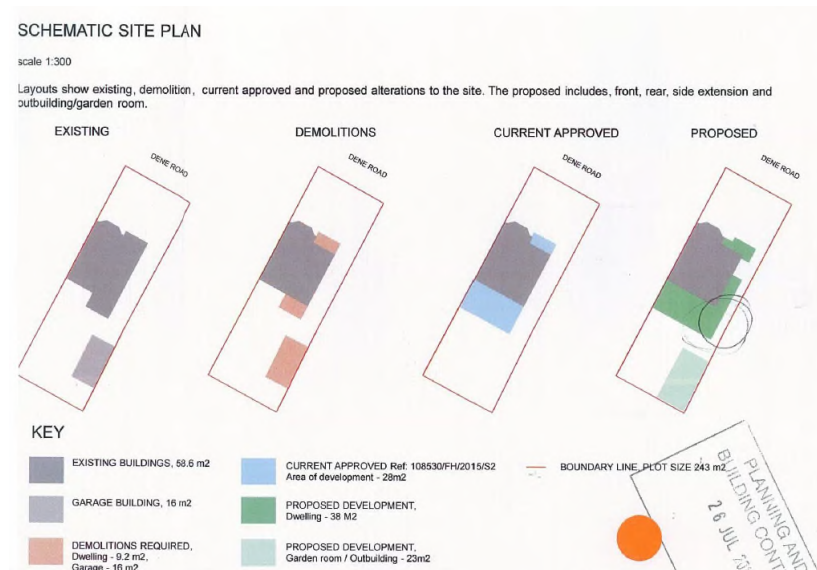 SCHEMATIC SITE PLAN
scale 1:300
Layouts show existing, demolition, current approved and proposed alterations to the site. The proposed includes, front, rear, side extension and
outbuilding/garden room.
EXISTING
DEMOLITIONS
CURRENT APPROVED
PROPOSED
DENE ROAD
DENE ROAD
DENE ROAD
DENE ROAD
KEY
EXISTING BUILDINGS, 58.6 m2
GARAGE BUILDING, 16 m2
DEMOLITIONS REQUIRED,
Dwelling - 9.2 m2,
Garage - 16 m2
CURRENT APPROVED Ref: 108530/FH/2015/S2
Area of development - 28m2
PROPOSED DEVELOPMENT,
Dwelling - 38 M2
PROPOSED DEVELOPMENT,
Garden room / Outbuilding - 23m2
BOUNDARY LINE, PLOT SIZE 243 m2
PLANNING AND
BUILDING CONT
26 JUL 20